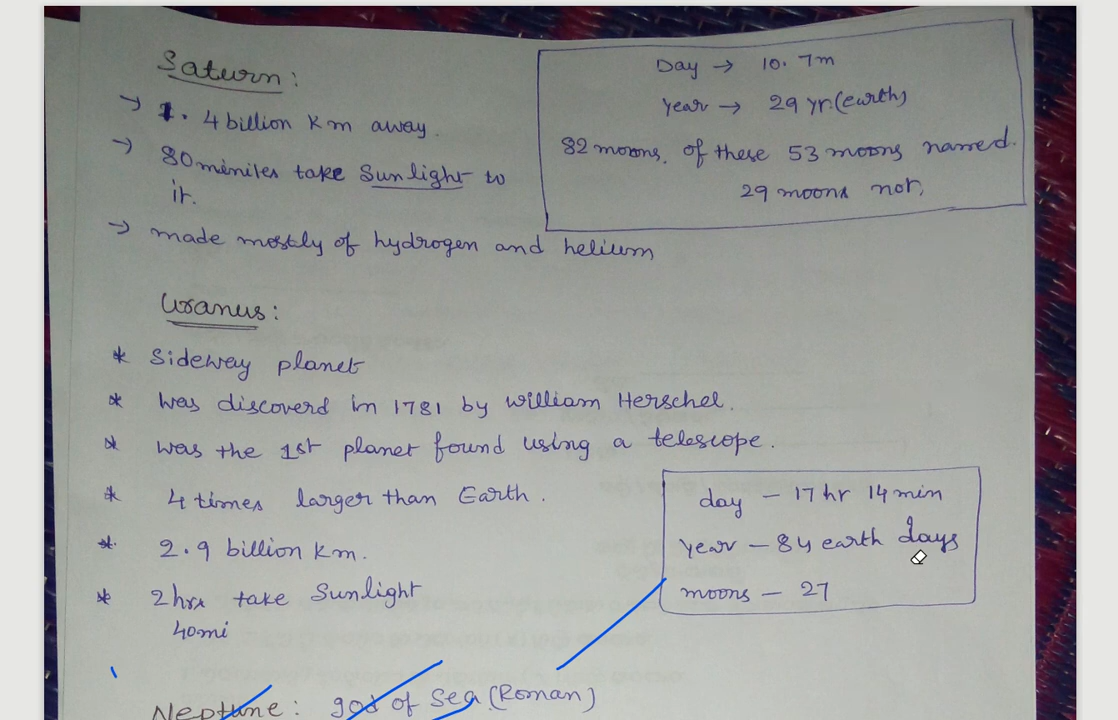 Saturn:
→ 1. 4 billion Km away.
→ 80 miniles take Sunlight to
it.
→ made mostly of hydrogen and helium
Day → 10. 7m
Year → 29 yr.(earth)
82 moons, of these 53 moons named.
29 moons not,
Uranus:
* Sideway planet
* Was discoverd in 1781 by william Herschel.
* was the 1st planet found using a telescope.
* 4 times larger than Earth.
* 2.9 billion Km.
* 2 hrs take Sunlight
40mi
day - 17 hr 14 min
year - 84 earth days
moons - 27
Neptune: god of Sea (Roman)